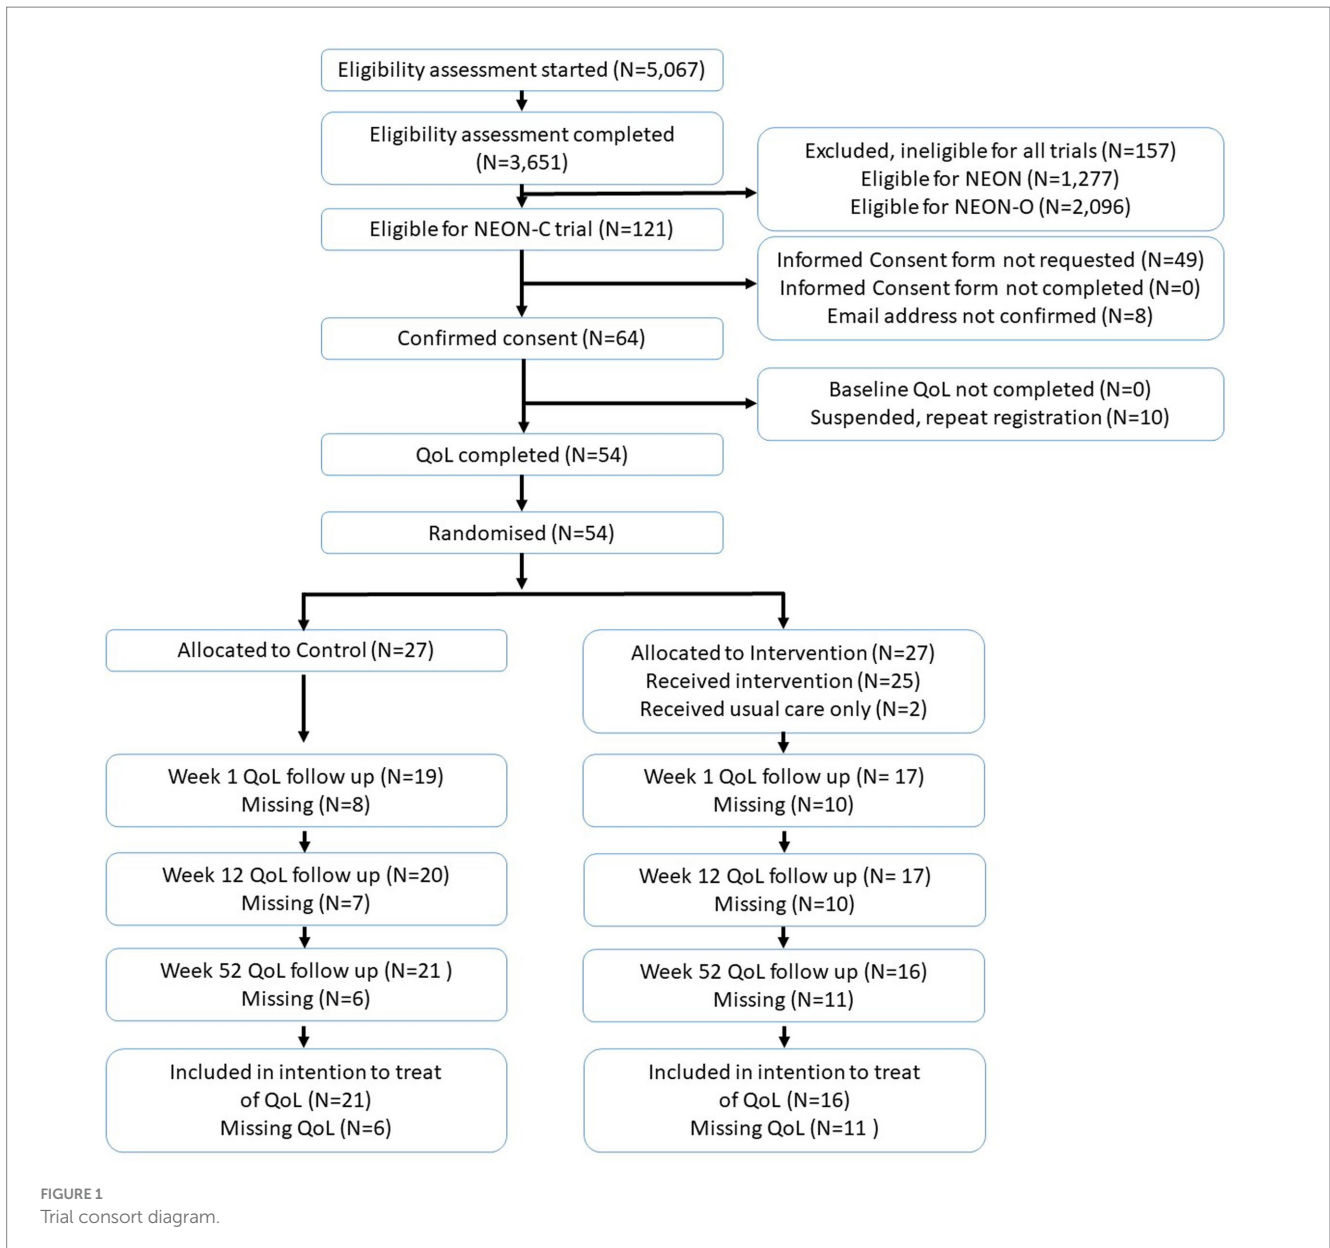 Eligibility assessment started (N=5,067)
Eligibility assessment completed
(N=3,651)
Excluded, ineligible for all trials (N=157)
Eligible for NEON (N=1,277)
Eligible for NEON-O (N=2,096)
Eligible for NEON-C trial (N=121)
Informed Consent form not requested (N=49)
Informed Consent form not completed (N=0)
Email address not confirmed (N=8)
Confirmed consent (N=64)
Baseline QoL not completed (N=0)
Suspended, repeat registration (N=10)
QoL completed (N=54)
Randomised (N=54)
Allocated to Control (N=27)
Allocated to Intervention (N=27)
Received intervention (N=25)
Received usual care only (N=2)
Week 1 QoL follow up (N=19)
Missing (N=8)
Week 1 QoL follow up (N= 17)
Missing (N=10)
Week 12 QoL follow up (N=20)
Missing (N=7)
Week 12 QoL follow up (N= 17)
Missing (N=10)
Week 52 QoL follow up (N=21 )
Missing (N=6)
Week 52 QoL follow up (N=16)
Missing (N=11)
Included in intention to treat
of QoL (N=21)
Missing QoL (N=6)
Included in intention to treat
of QoL (N=16)
Missing QoL (N=11 )
FIGURE 1
Trial consort diagram.